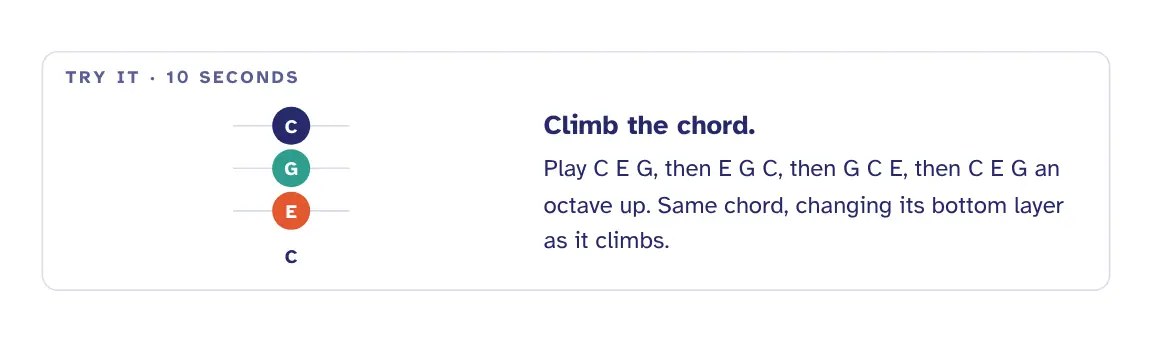 TRY IT · 10 SECONDS
C
G
E
C
Climb the chord.
Play C E G, then E G C, then G C E, then C E G an
octave up. Same chord, changing its bottom layer
as it climbs.